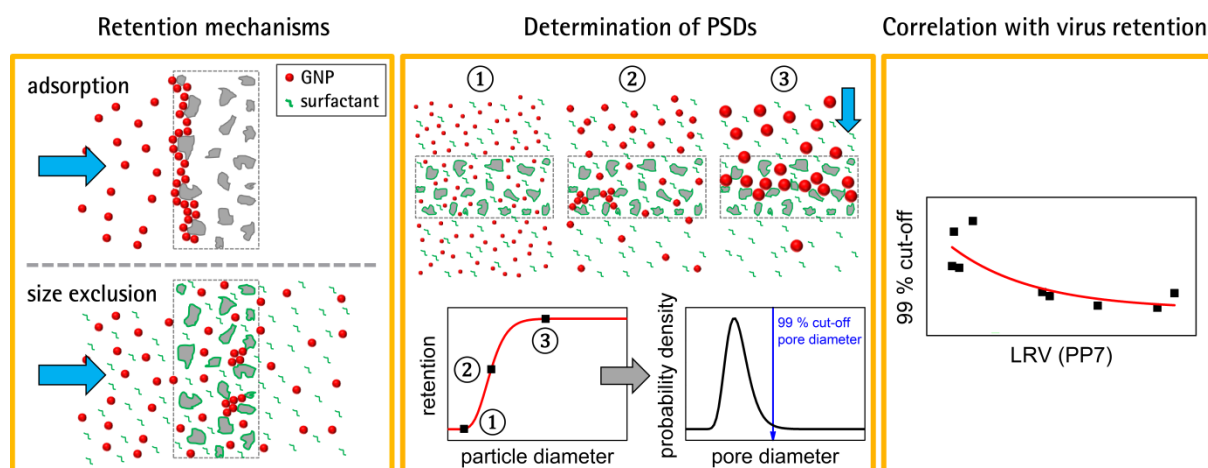 Retention mechanisms
adsorption
GNP
surfactant
size exclusion
Determination of PSDs
1
2
3
retention
1
2
3
particle diameter
probability density
99 % cut-off
pore diameter
pore diameter
Correlation with virus retention
99 % cut-off
LRV (PP7)